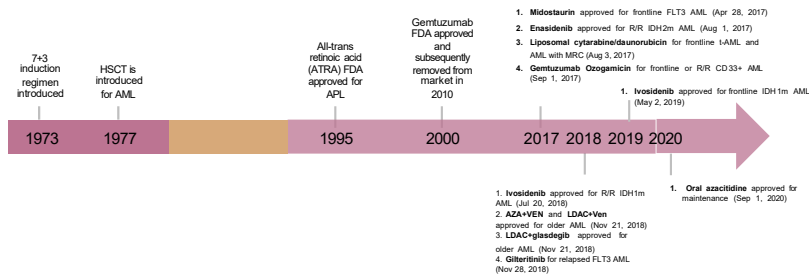 7+3
induction
regimen
introduced
HSCT is
introduced
for AML
All-trans
retinoic acid
(ATRA) FDA
approved for
APL
Gemtuzumab
FDA approved
and
subsequently
removed from
market in
2010
1. Midostaurin approved for frontline FLT3 AML (Apr 28, 2017)
2. Enasidenib approved for R/R IDH2m AML (Aug 1, 2017)
3. Liposomal cytarabine/daunorubicin for frontline t-AML and
AML with MRC (Aug 3, 2017)
4. Gemtuzumab Ozogamicin for frontline or R/R CD33+ AML
(Sep 1, 2017)
1. Ivosidenib approved for frontline IDH1m AML
(May 2, 2019)
1973 1977 1995 2000 2017 2018 2019 2020
1. Ivosidenib approved for R/R IDH1m
AML (Jul 20, 2018)
2. AZA+VEN and LDAC+Ven
approved for older AML (Nov 21, 2018)
3. LDAC+glasdegib approved for
older AML (Nov 21, 2018)
4. Gilteritinib for relapsed FLT3 AML
(Nov 28, 2018)
1. Oral azacitidine approved for
maintenance (Sep 1, 2020)